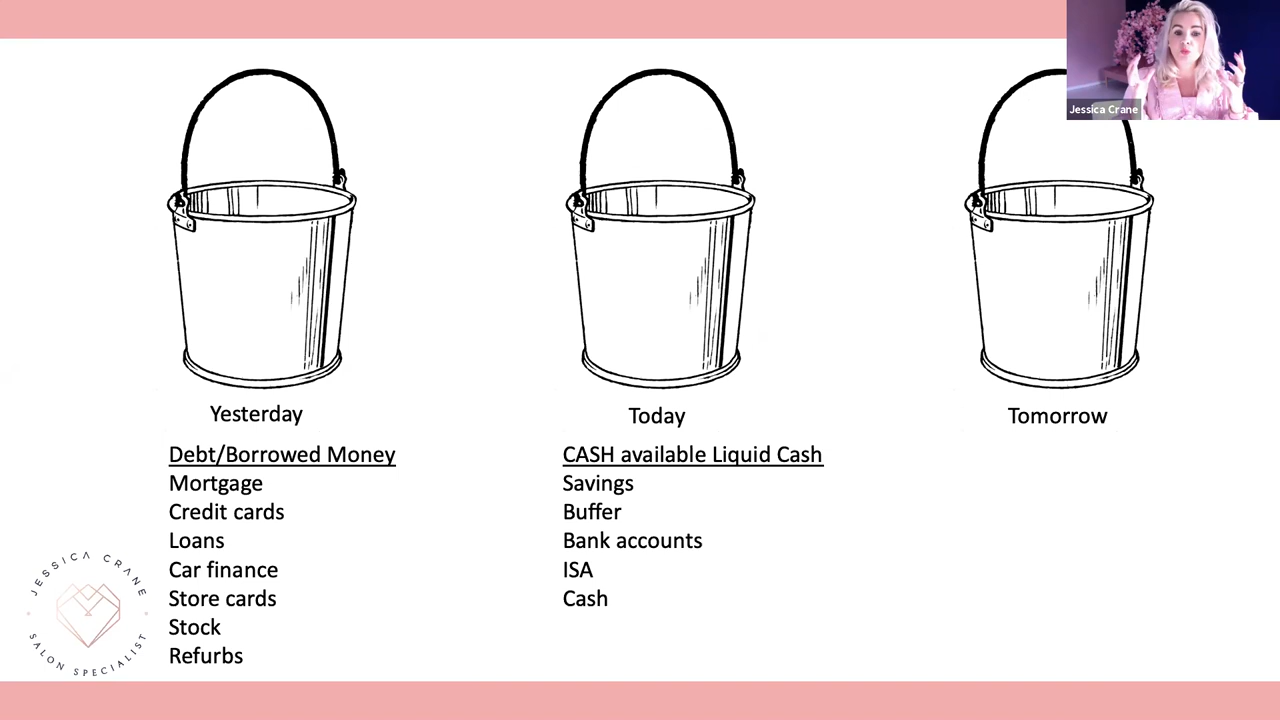 Jessica Crane
Yesterday
Debt/Borrowed Money
Mortgage
Credit cards
Loans
Car finance
Store cards
Stock
Refurbs
Today
CASH available Liquid Cash
Savings
Buffer
Bank accounts
ISA
Cash
Tomorrow
JESSICA CRANE
SALON SPECIALIST